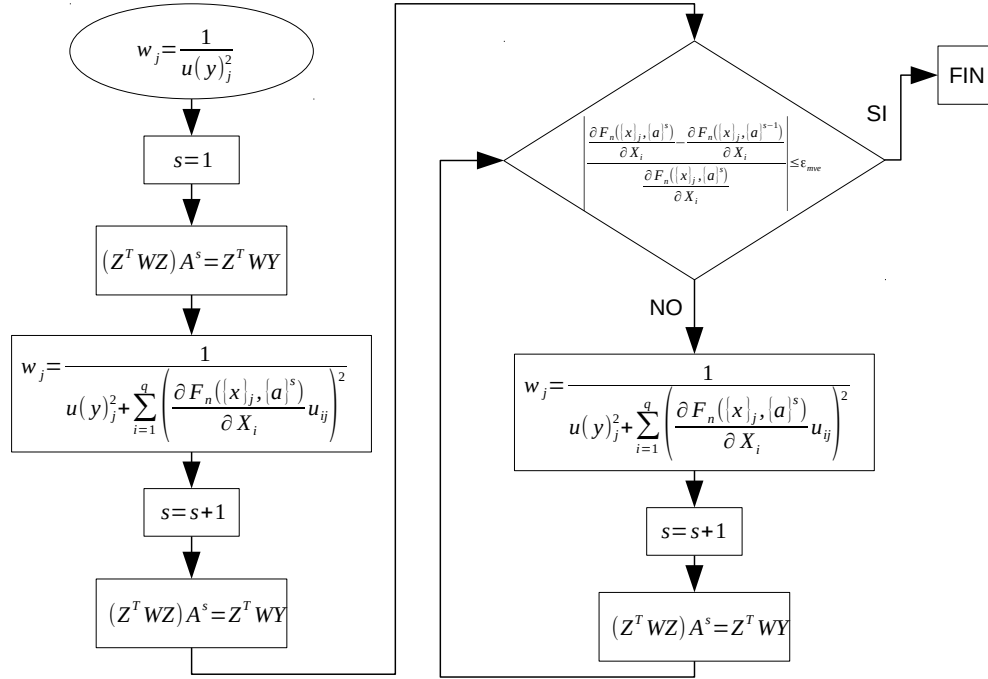 w_j = 1 / u(y)_j^2
s=1
(Z^T WZ) A^s = Z^T WY
w_j = 1 / (u(y)_j^2 + ∑_{i=1}^{q} (∂F_n({x}_j, {a}^s) / ∂X_i u_ij)^2)
s=s+1
(Z^T WZ) A^s = Z^T WY
|(∂F_n({x}_j, {a}^s) / ∂X_i − ∂F_n({x}_j, {a}^{s−1}) / ∂X_i) / (∂F_n({x}_j, {a}^s) / ∂X_i)| ≤ ε_mve
SI
FIN
NO
w_j = 1 / (u(y)_j^2 + ∑_{i=1}^{q} (∂F_n({x}_j, {a}^s) / ∂X_i u_ij)^2)
s=s+1
(Z^T WZ) A^s = Z^T WY